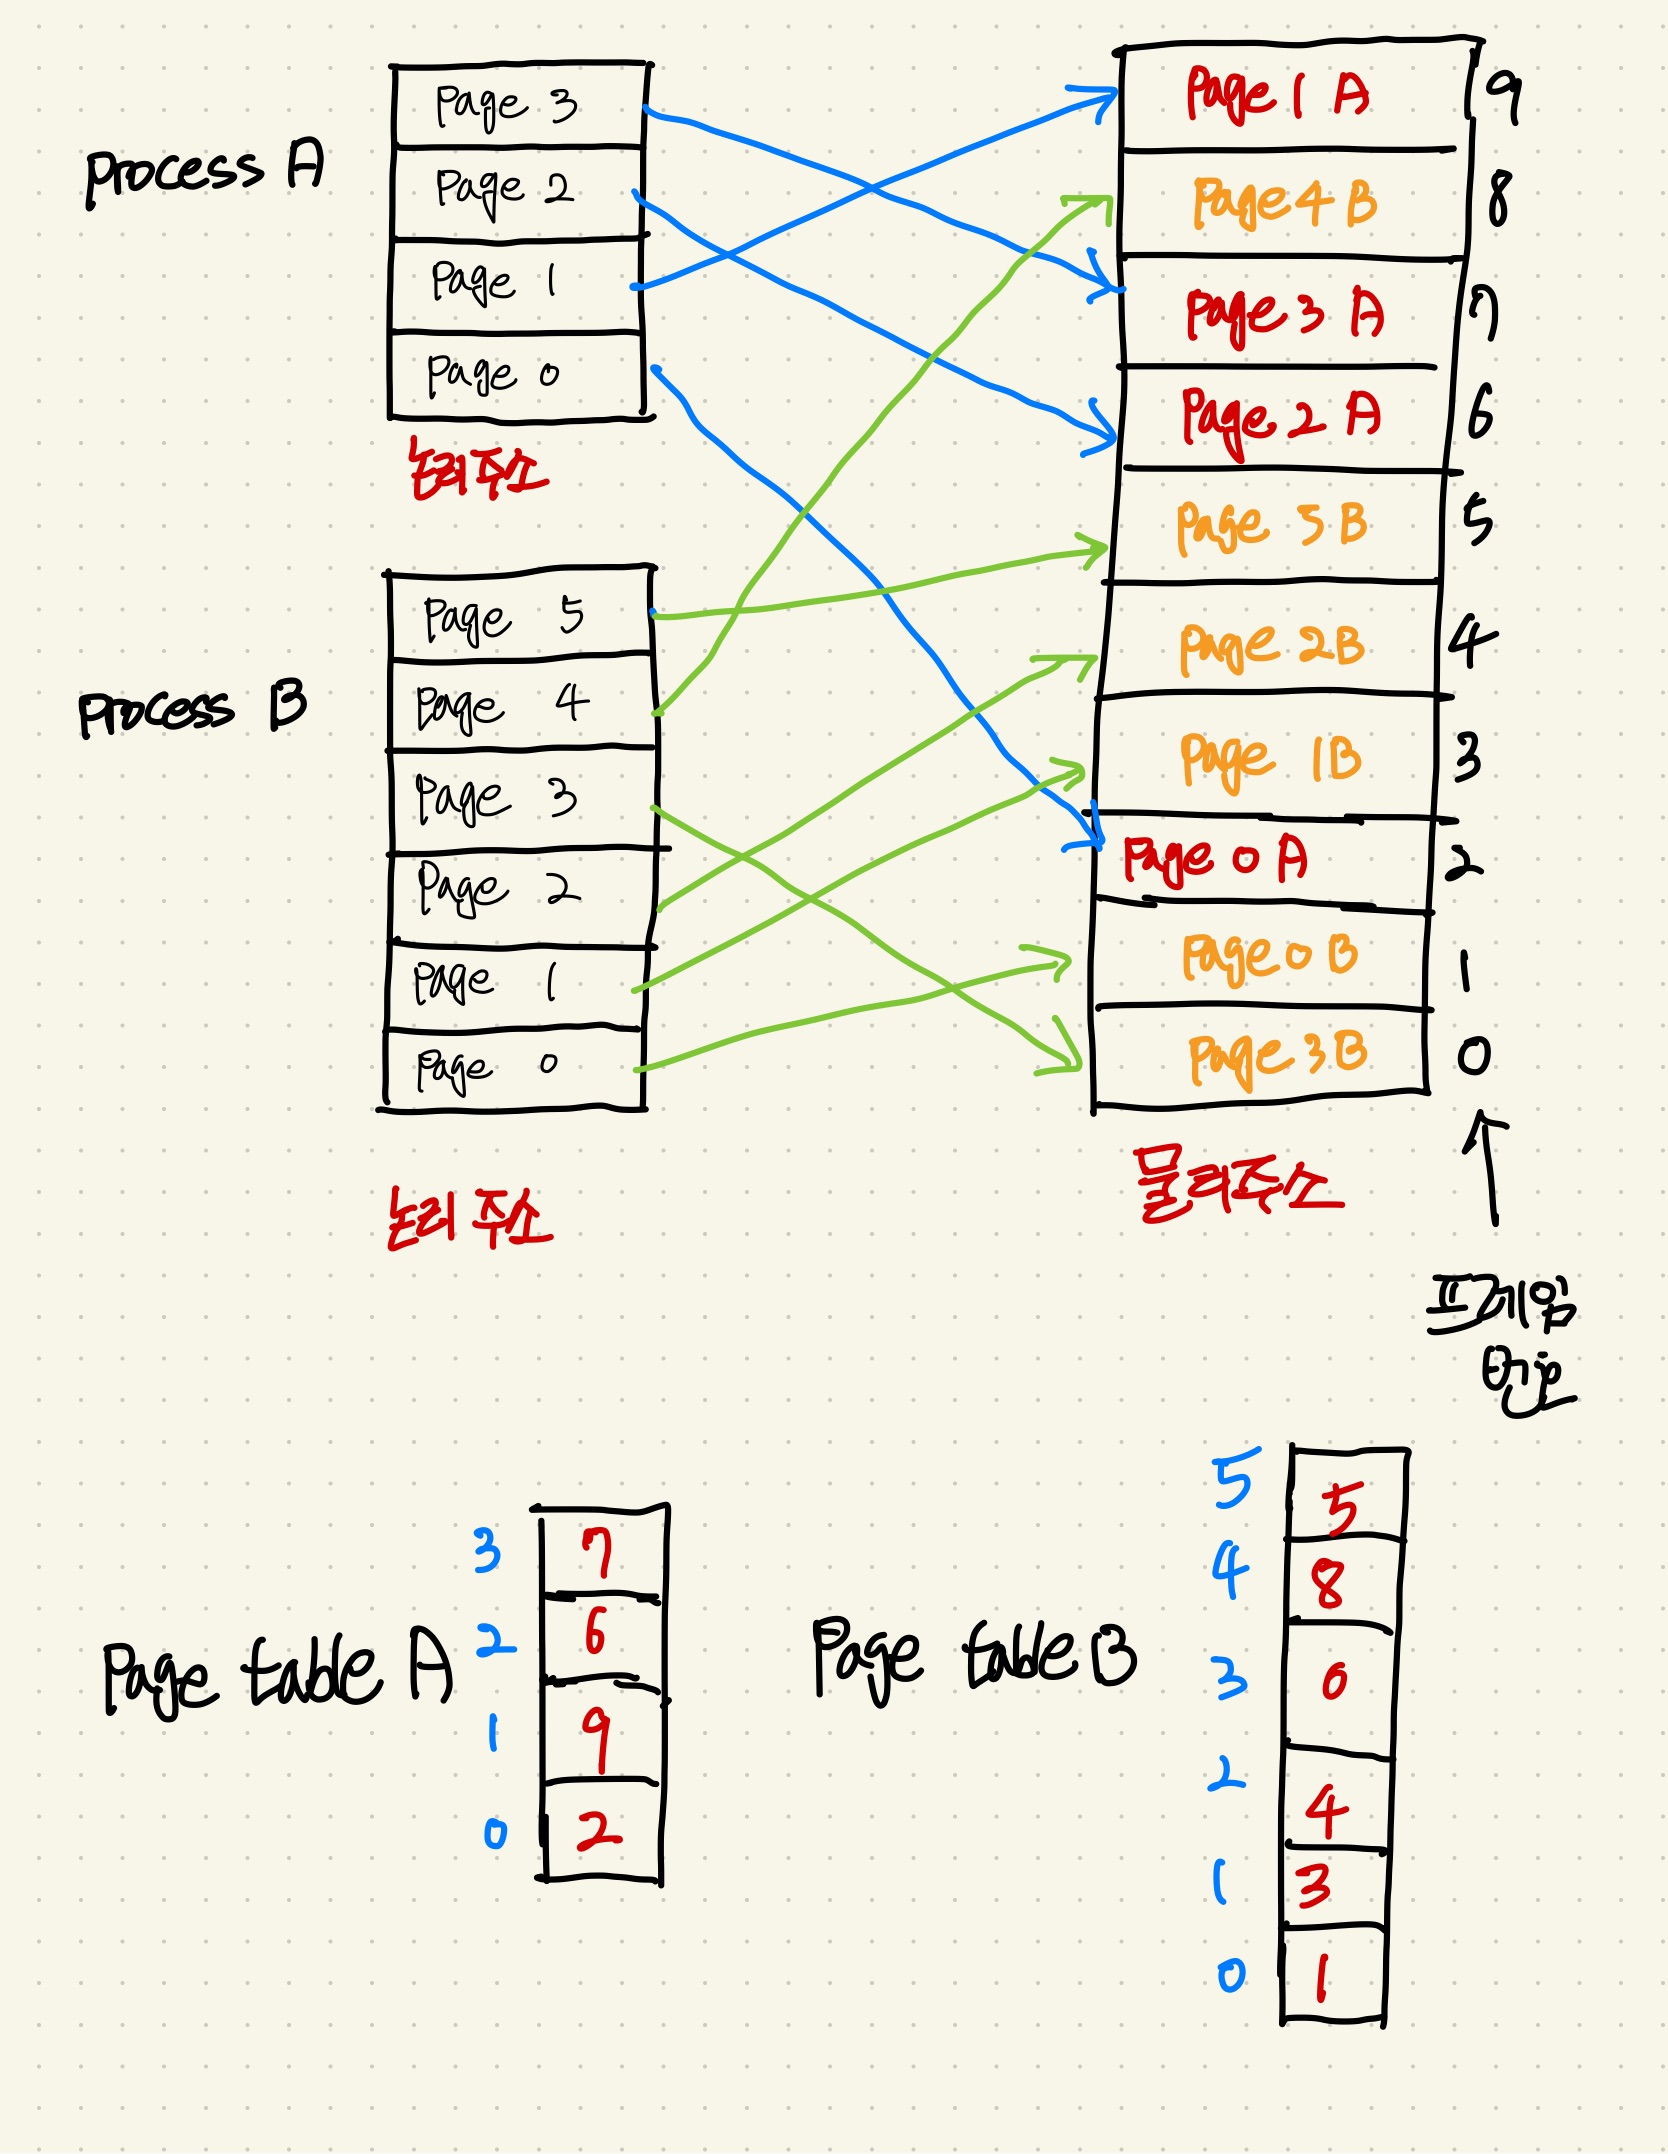 Process A
Page 3
Page 2
Page 1
Page 0
논리주소
Process B
Page 5
Page 4
Page 3
Page 2
Page 1
Page 0
논리 주소
Page 1 A 9
Page 4 B 8
Page 3 A 7
Page 2 A 6
Page 5 B 5
Page 2B 4
Page 1B 3
Page 0 A 2
Page 0 B 1
Page 3B 0
물리주소
프레임
번호
Page table A
3 7
2 6
1 9
0 2
Page table B
5 5
4 8
3 0
2 4
1 3
0 1